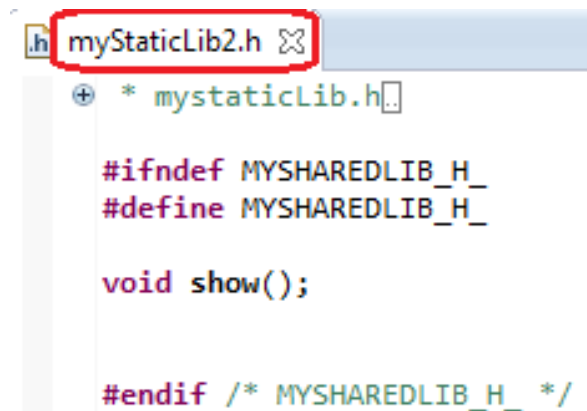 myStaticLib2.h
* mystaticLib.h
#ifndef MYSHAREDLIB_H_
#define MYSHAREDLIB_H_
void show();
#endif /* MYSHAREDLIB_H_ */